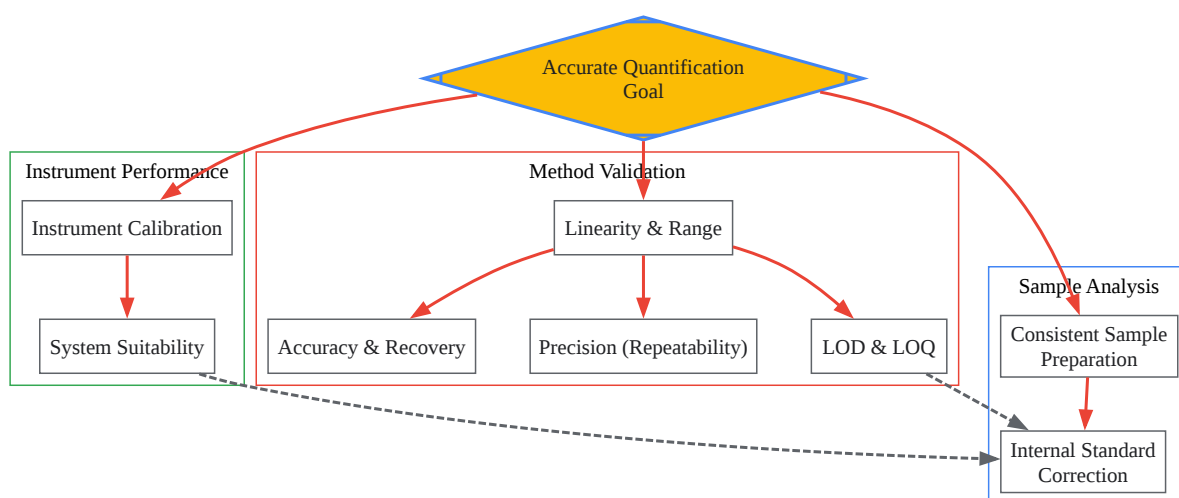 Accurate Quantification
Goal
Instrument Performance
Method Validation
Instrument Calibration
Linearity & Range
Sample Analysis
System Suitability
Accuracy & Recovery
Precision (Repeatability)
LOD & LOQ
Consistent Sample
Preparation
Internal Standard
Correction